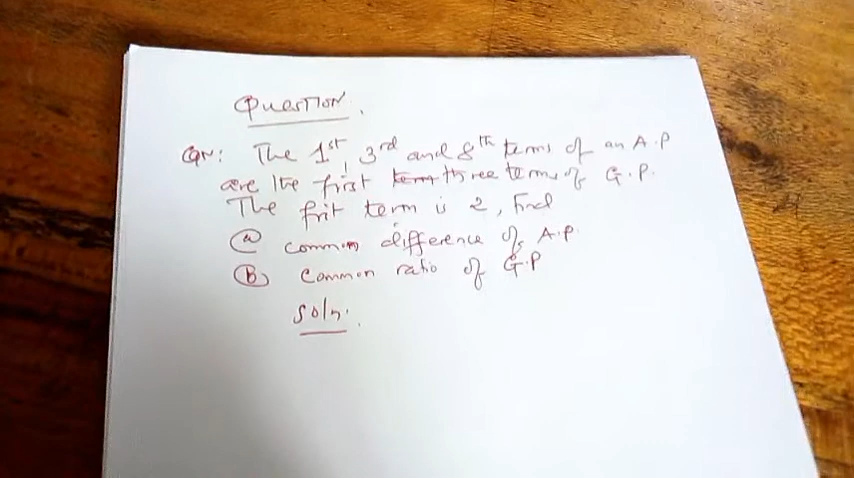 QUESTION.
QN: The 1st, 3rd and 8th terms of an A.P
are the first term three terms of G.P.
The frit term is 2, find
(a) common difference of A.P.
(B) Common ratio of G.P
Soln.